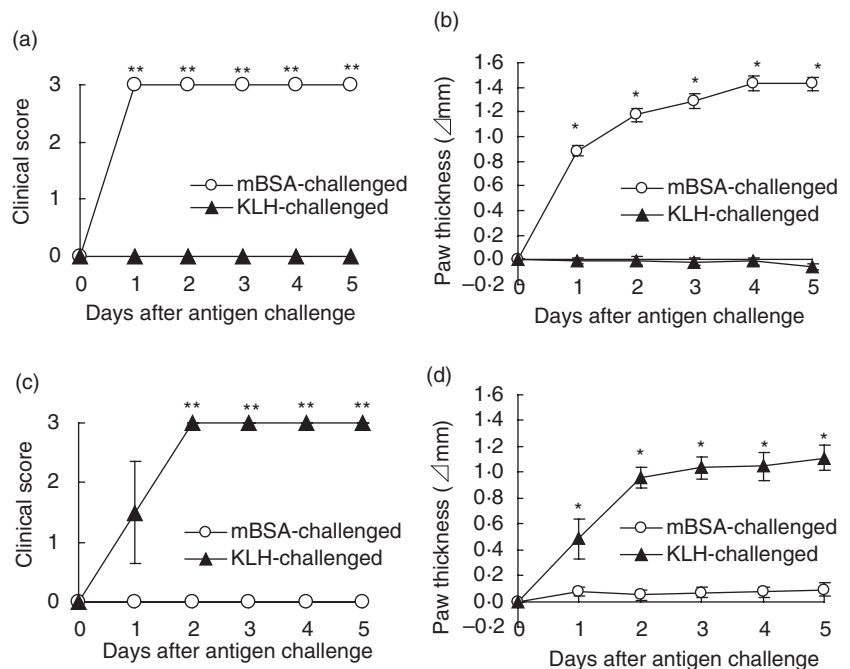 (a)
Clinical score
3
2
1
0
** ** ** ** **
mBSA-challenged
KLH-challenged
0 1 2 3 4 5
Days after antigen challenge
(b)
Paw thickness (⊿mm)
1·6
1·4
1·2
1·0
0·8
0·6
0·4
0·2
0·0
−0·2
* * * * *
mBSA-challenged
KLH-challenged
0 1 2 3 4 5
Days after antigen challenge
(c)
Clinical score
3
2
1
0
** ** ** **
mBSA-challenged
KLH-challenged
0 1 2 3 4 5
Days after antigen challenge
(d)
Paw thickness (⊿mm)
1·6
1·4
1·2
1·0
0·8
0·6
0·4
0·2
0·0
−0·2
* * * * *
mBSA-challenged
KLH-challenged
0 1 2 3 4 5
Days after antigen challenge